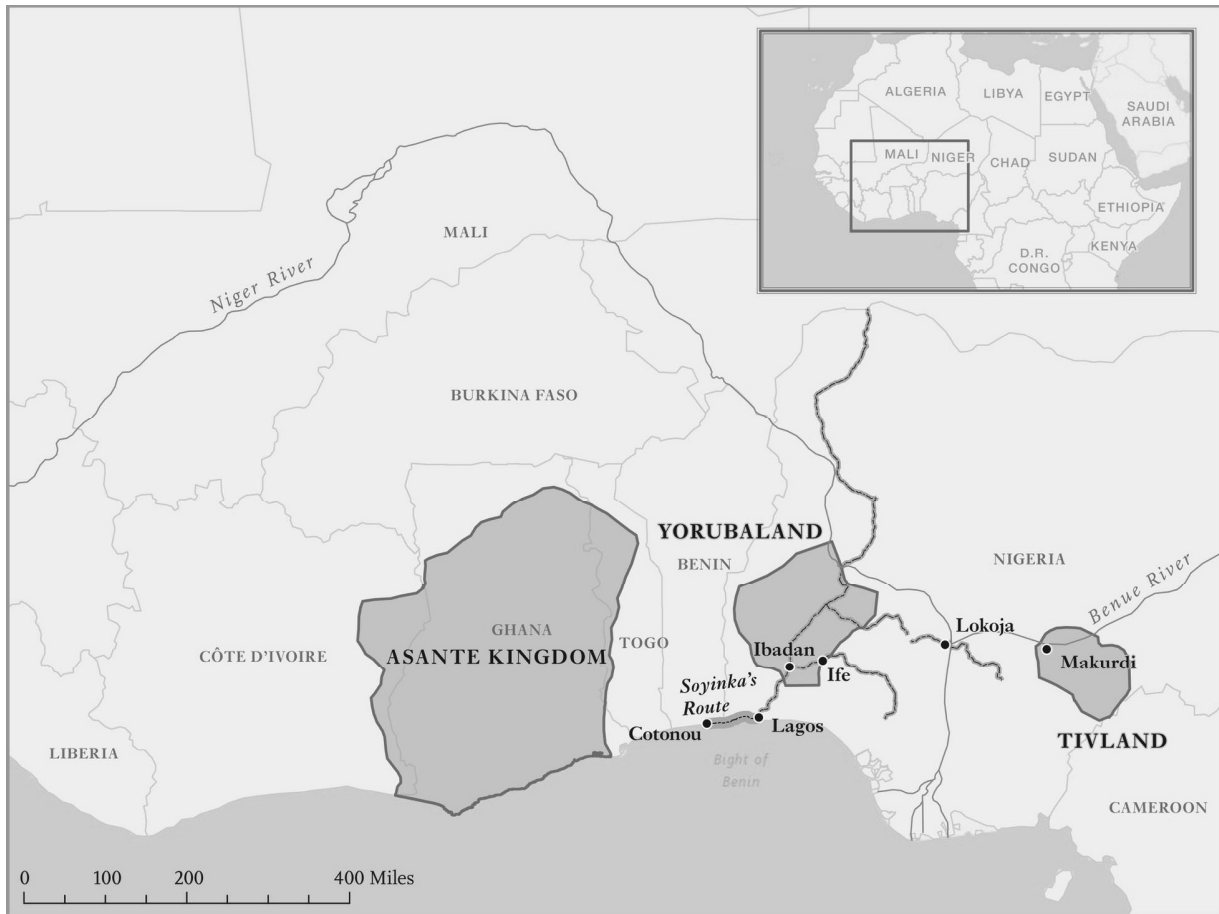 ALGERIA
LIBYA
EGYPT
SAUDI
ARABIA
MALI
NIGER
CHAD
SUDAN
ETHIOPIA
D.R.
CONGO
KENYA
MALI
Niger River
BURKINA FASO
YORUBALAND
BENIN
NIGERIA
Benue River
GHANA
ASANTE KINGDOM
TOGO
CÔTE D'IVOIRE
Ibadan
Ife
Lokoja
Makurdi
Soyinka's
Route
Cotonou
Lagos
LIBERIA
TIVLAND
Bight of
Benin
CAMEROON
0 100 200 400 Miles